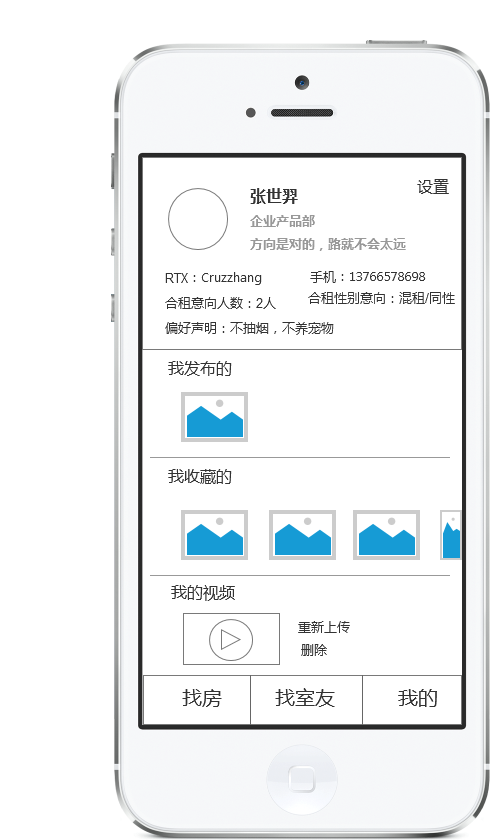 设置
张世羿
企业产品部
方向是对的，路就不会太远
RTX：Cruzzhang 手机：13766578698
合租意向人数：2人 合租性别意向：混租/同性
偏好声明：不抽烟，不养宠物
我发布的
我收藏的
我的视频
重新上传
删除
找房 找室友 我的